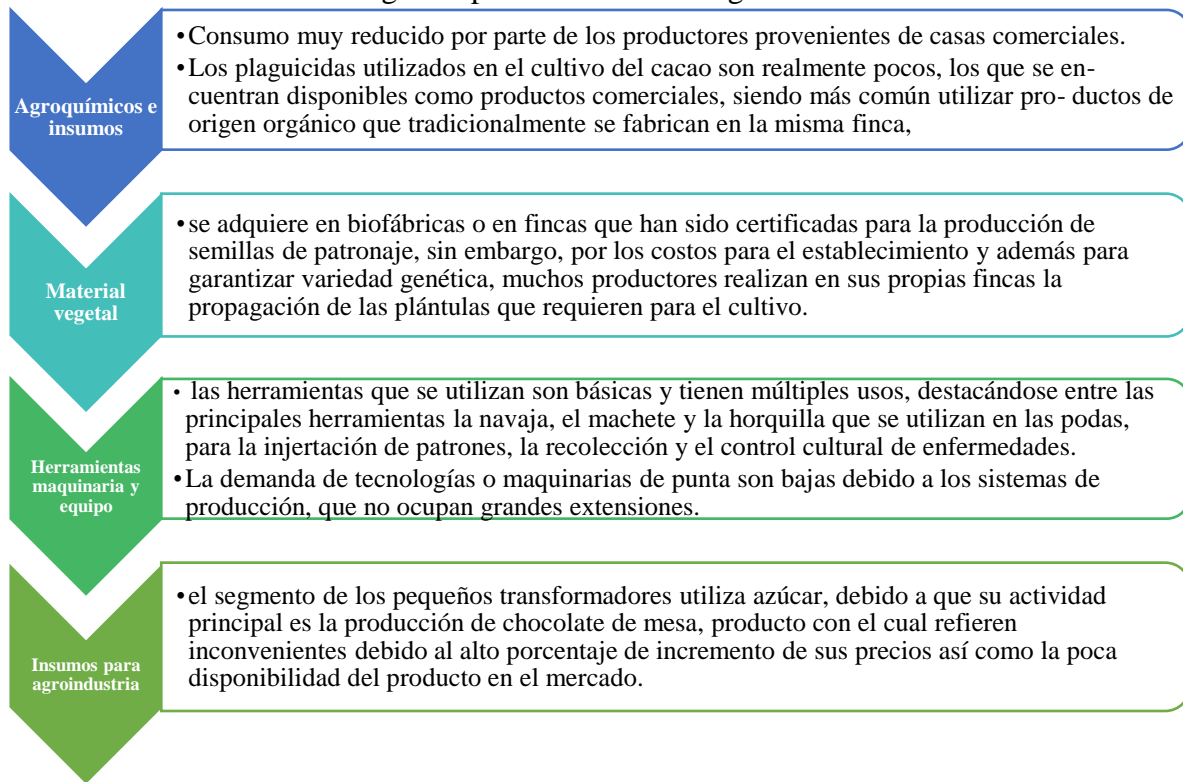 Agroquímicos e
insumos
•Consumo muy reducido por parte de los productores provenientes de casas comerciales.
•Los plaguicidas utilizados en el cultivo del cacao son realmente pocos, los que se en-
cuentran disponibles como productos comerciales, siendo más común utilizar pro- ductos de
origen orgánico que tradicionalmente se fabrican en la misma finca,
Material
vegetal
•se adquiere en biofábricas o en fincas que han sido certificadas para la producción de
semillas de patronaje, sin embargo, por los costos para el establecimiento y además para
garantizar variedad genética, muchos productores realizan en sus propias fincas la
propagación de las plántulas que requieren para el cultivo.
Herramientas
maquinaria y
equipo
• las herramientas que se utilizan son básicas y tienen múltiples usos, destacándose entre las
principales herramientas la navaja, el machete y la horquilla que se utilizan en las podas,
para la injertación de patrones, la recolección y el control cultural de enfermedades.
•La demanda de tecnologías o maquinarias de punta son bajas debido a los sistemas de
producción, que no ocupan grandes extensiones.
Insumos para
agroindustria
•el segmento de los pequeños transformadores utiliza azúcar, debido a que su actividad
principal es la producción de chocolate de mesa, producto con el cual refieren
inconvenientes debido al alto porcentaje de incremento de sus precios así como la poca
disponibilidad del producto en el mercado.